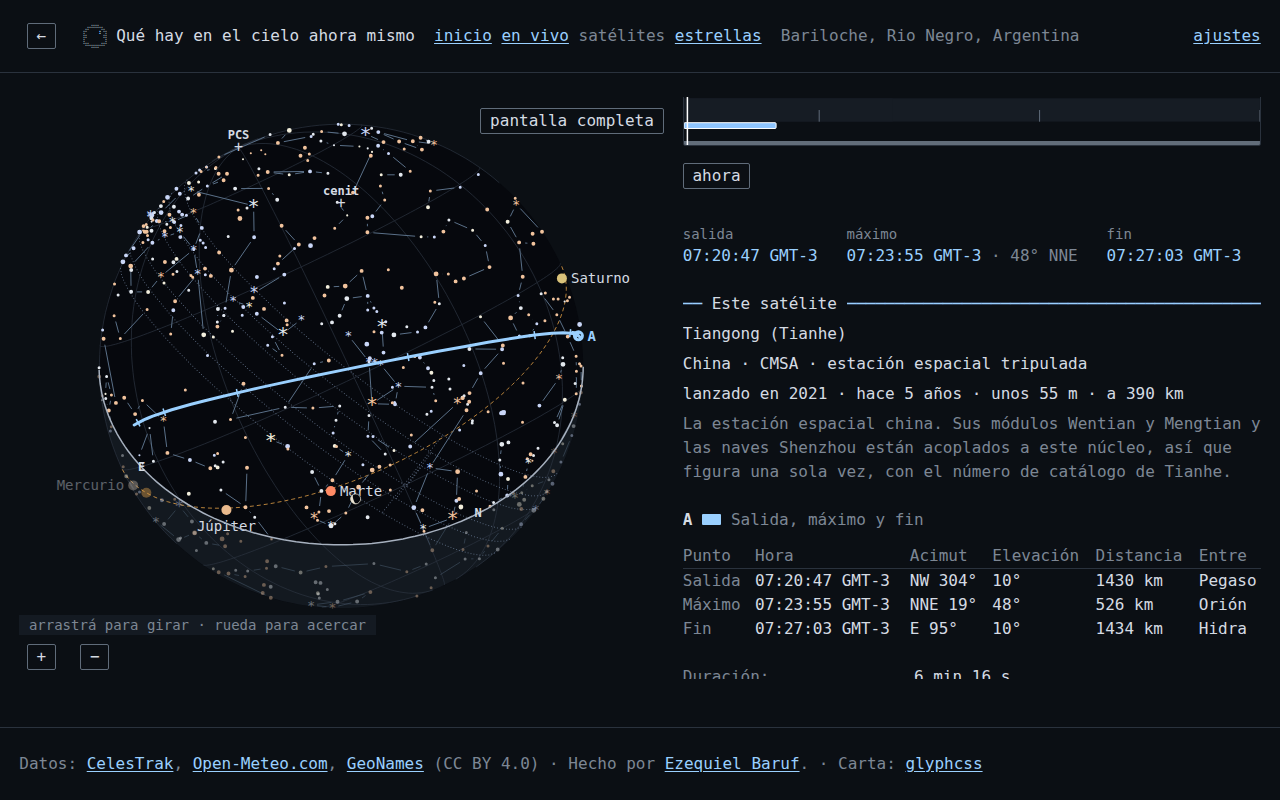 ← Qué hay en el cielo ahora mismo inicio en vivo satélites estrellas Bariloche, Rio Negro, Argentina ajustes
pantalla completa
PCS
cenit
Saturno
A
E
Mercurio
Marte
Júpiter
N
arrastrá para girar · rueda para acercar
+ −
ahora
salida máximo fin
07:20:47 GMT-3 07:23:55 GMT-3 · 48° NNE 07:27:03 GMT-3
Este satélite
Tiangong (Tianhe)
China · CMSA · estación espacial tripulada
lanzado en 2021 · hace 5 años · unos 55 m · a 390 km
La estación espacial china. Sus módulos Wentian y Mengtian y
las naves Shenzhou están acoplados a este núcleo, así que
figura una sola vez, con el número de catálogo de Tianhe.
A Salida, máximo y fin
Punto Hora Acimut Elevación Distancia Entre
Salida 07:20:47 GMT-3 NW 304° 10° 1430 km Pegaso
Máximo 07:23:55 GMT-3 NNE 19° 48° 526 km Orión
Fin 07:27:03 GMT-3 E 95° 10° 1434 km Hidra
Duración: 6 min 16 s
Datos: CelesTrak, Open-Meteo.com, GeoNames (CC BY 4.0) · Hecho por Ezequiel Baruf. · Carta: glyphcss